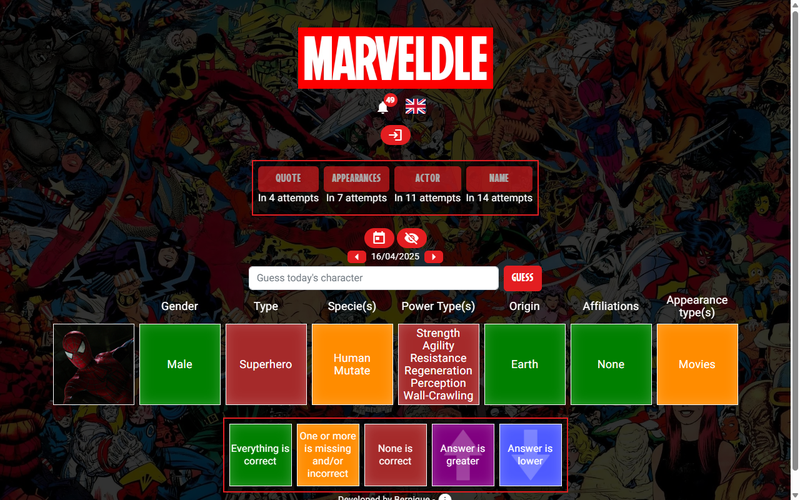 MARVELDLE
49
QUOTE
APPEARANCES
ACTOR
NAME
In 4 attempts
In 7 attempts
In 11 attempts
In 14 attempts
16/04/2025
Guess today's character
GUESS
Gender
Type
Specie(s)
Power Type(s)
Origin
Affiliations
Appearance
type(s)
Male
Superhero
Human
Mutate
Strength
Agility
Resistance
Regeneration
Perception
Wall-Crawling
Earth
None
Movies
Everything is
correct
One or more
is missing
and/or
incorrect
None is
correct
Answer is
greater
Answer is
lower
Developed by Bernique -